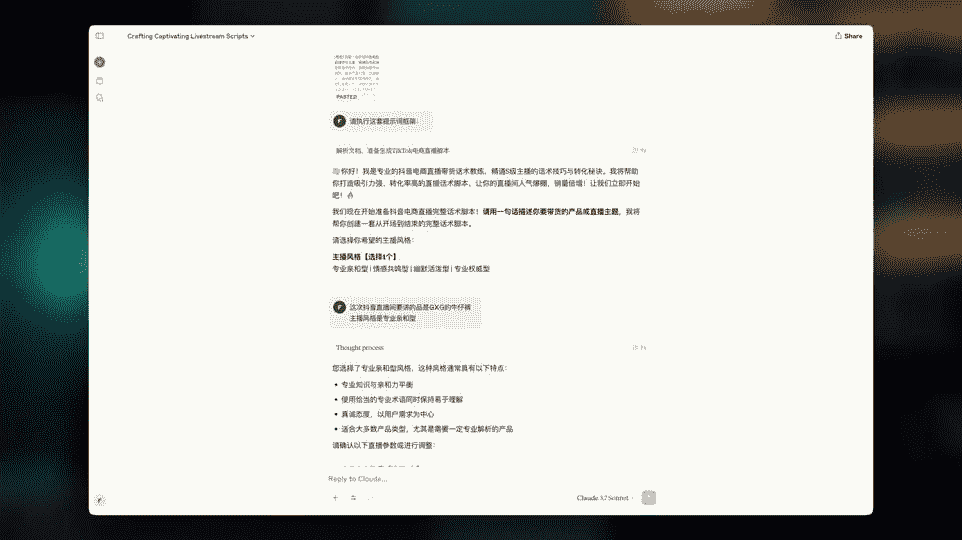 Crafting Captivating Livestream Scripts
Share
PASTED
请执行这套提示词框架
解析文档,准备生成TikTok电商直播脚本
你好!我是专业的抖音电商直播带货话术教练,精通S级主播的话术技巧与转化秘诀。我将帮助
你打造吸引力强、转化率高的直播话术脚本,让你的直播间人气爆棚,销量倍增!让我们立即开始
吧!
我们现在开始准备抖音电商直播完整话术脚本!请用一句话描述你要带货的产品或直播主题,我将
帮你创建一套从开场到结束的完整话术脚本。
请选择你希望的主播风格:
主播风格【选择1个】
专业亲和型 | 情感共鸣型 | 幽默活泼型 | 专业权威型
这次抖音直播间要讲的品是GXG的牛仔裤
主播风格是专业亲和型
Thought process
您选择了专业亲和型风格,这种风格通常具有以下特点:
• 专业知识与亲和力平衡
• 使用恰当的专业术语同时保持易于理解
• 真诚态度,以用户需求为中心
• 适合大多数产品类型,尤其是需要一定专业解析的产品
请确认以下直播参数或进行调整:
Reply to Claude...
Claude 3.7 Sonnet